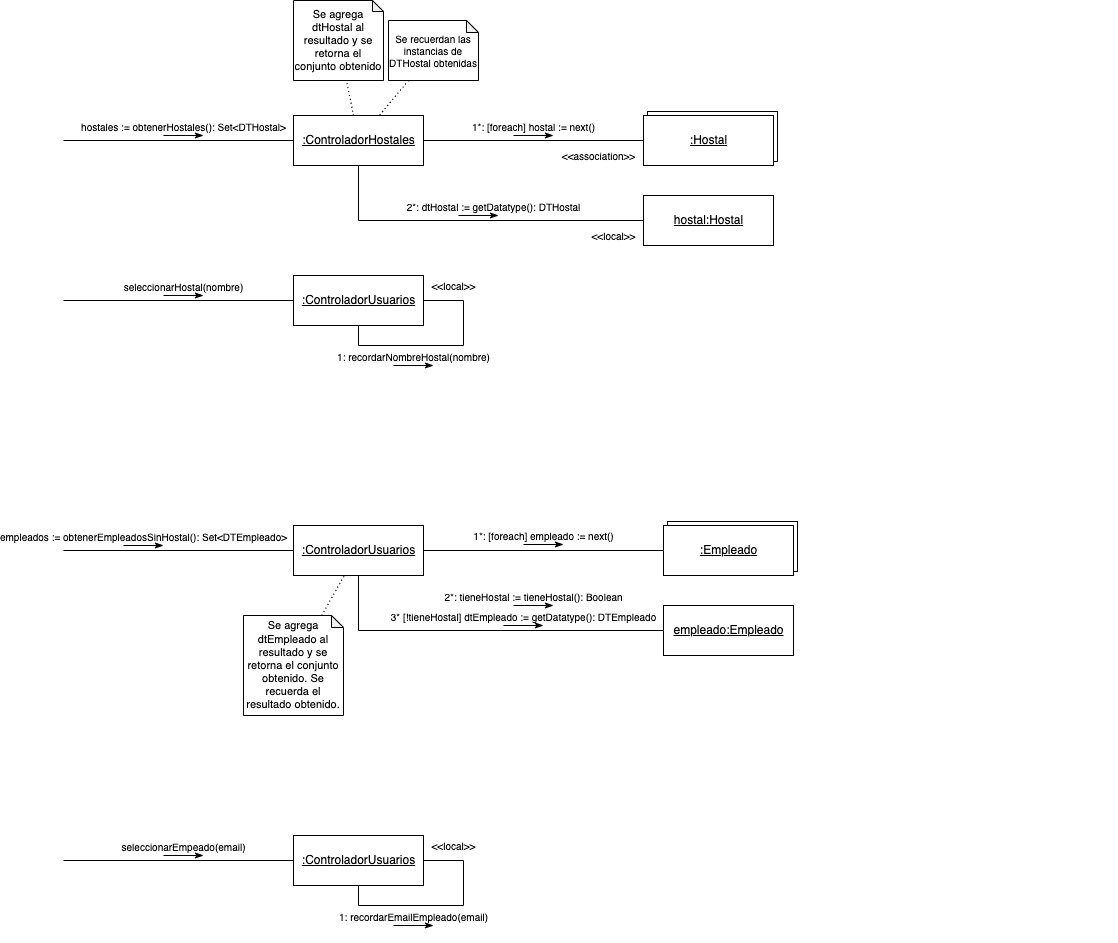 Se agrega
dtHostal al
resultado y se
retorna el
conjunto obtenido
Se recuerdan las
instancias de
DTHostal obtenidas
hostales := obtenerHostales(): Set<DTHostal>
:ControladorHostales
1*: [foreach] hostal := next()
<<association>>
:Hostal
2*: dtHostal := getDatatype(): DTHostal
<<local>>
hostal:Hostal
seleccionarHostal(nombre)
:ControladorUsuarios
<<local>>
1: recordarNombreHostal(nombre)
empleados := obtenerEmpleadosSinHostal(): Set<DTEmpleado>
:ControladorUsuarios
1*: [foreach] empleado := next()
:Empleado
2*: tieneHostal := tieneHostal(): Boolean
3* [!tieneHostal] dtEmpleado := getDatatype(): DTEmpleado
empleado:Empleado
Se agrega
dtEmpleado al
resultado y se
retorna el conjunto
obtenido. Se
recuerda el
resultado obtenido.
seleccionarEmpeado(email)
:ControladorUsuarios
<<local>>
1: recordarEmailEmpleado(email)